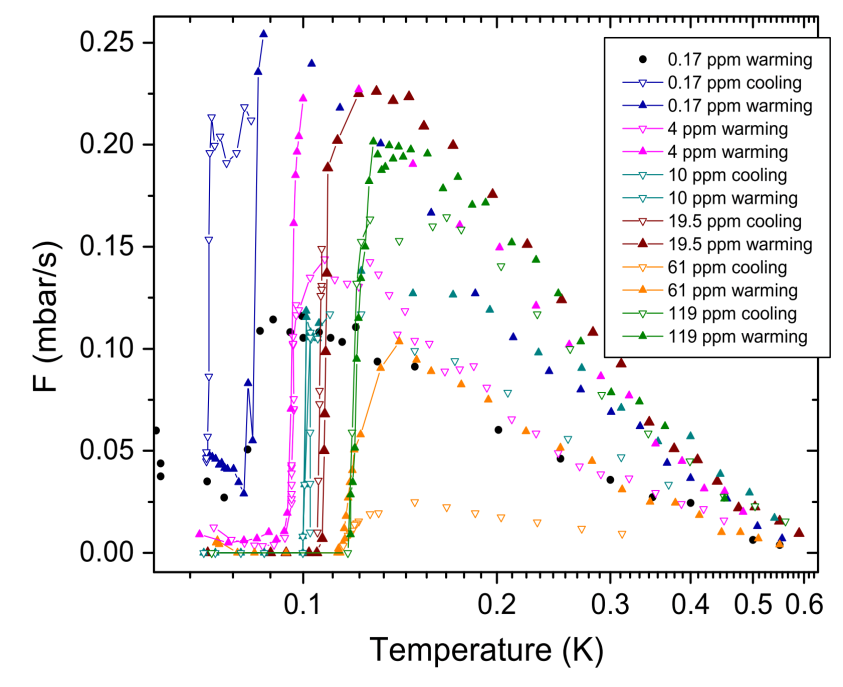 0.25
0.20
0.15
0.10
0.05
0.00
F (mbar/s)
0.1
0.2
0.3
0.4
0.5
0.6
Temperature (K)
0.17 ppm warming
0.17 ppm cooling
0.17 ppm warming
4 ppm warming
4 ppm warming
10 ppm cooling
10 ppm warming
19.5 ppm cooling
19.5 ppm warming
61 ppm cooling
61 ppm warming
119 ppm cooling
119 ppm warming